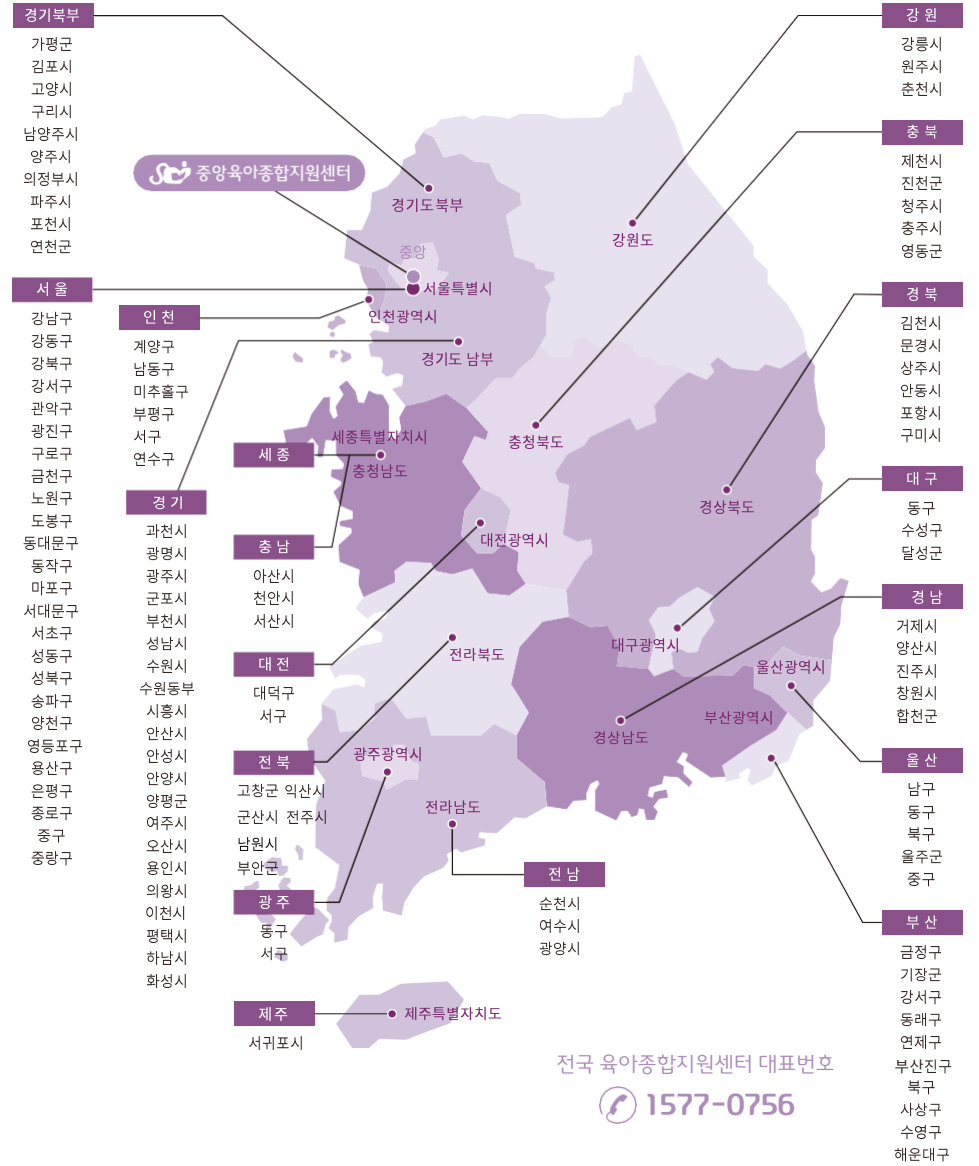 경기북부
가평군
김포시
고양시
구리시
남양주시
양주시
의정부시
파주시
포천시
연천군
서울
강남구
강동구
강북구
강서구
관악구
광진구
구로구
금천구
노원구
도봉구
동대문구
동작구
마포구
서대문구
서초구
성동구
성북구
송파구
양천구
영등포구
용산구
은평구
종로구
중구
중랑구
인천
계양구
남동구
미추홀구
부평구
서구
연수구
경기
과천시
광명시
광주시
군포시
부천시
성남시
수원시
수원동부
시흥시
안산시
안성시
안양시
양평군
여주시
오산시
용인시
의왕시
이천시
평택시
하남시
화성시
세종
충남
아산시
천안시
서산시
대전
대덕구
서구
전북
고창군 익산시
군산시 전주시
남원시
부안군
광주
동구
서구
제주
서귀포시
중앙육아종합지원센터
경기도북부
중앙
서울특별시
인천광역시
경기도 남부
강원도
세종특별자치시
충청남도
충청북도
대전광역시
경상북도
전라북도
대구광역시
울산광역시
부산광역시
경상남도
광주광역시
전라남도
제주특별자치도
전남
순천시
여수시
광양시
강원
강릉시
원주시
춘천시
충북
제천시
진천군
청주시
충주시
영동군
경북
김천시
문경시
상주시
안동시
포항시
구미시
대구
동구
수성구
달성군
경남
거제시
양산시
진주시
창원시
합천군
울산
남구
동구
북구
울주군
중구
부산
금정구
기장군
강서구
동래구
연제구
부산진구
북구
사상구
수영구
해운대구
전국 육아종합지원센터 대표번호
1577-0756